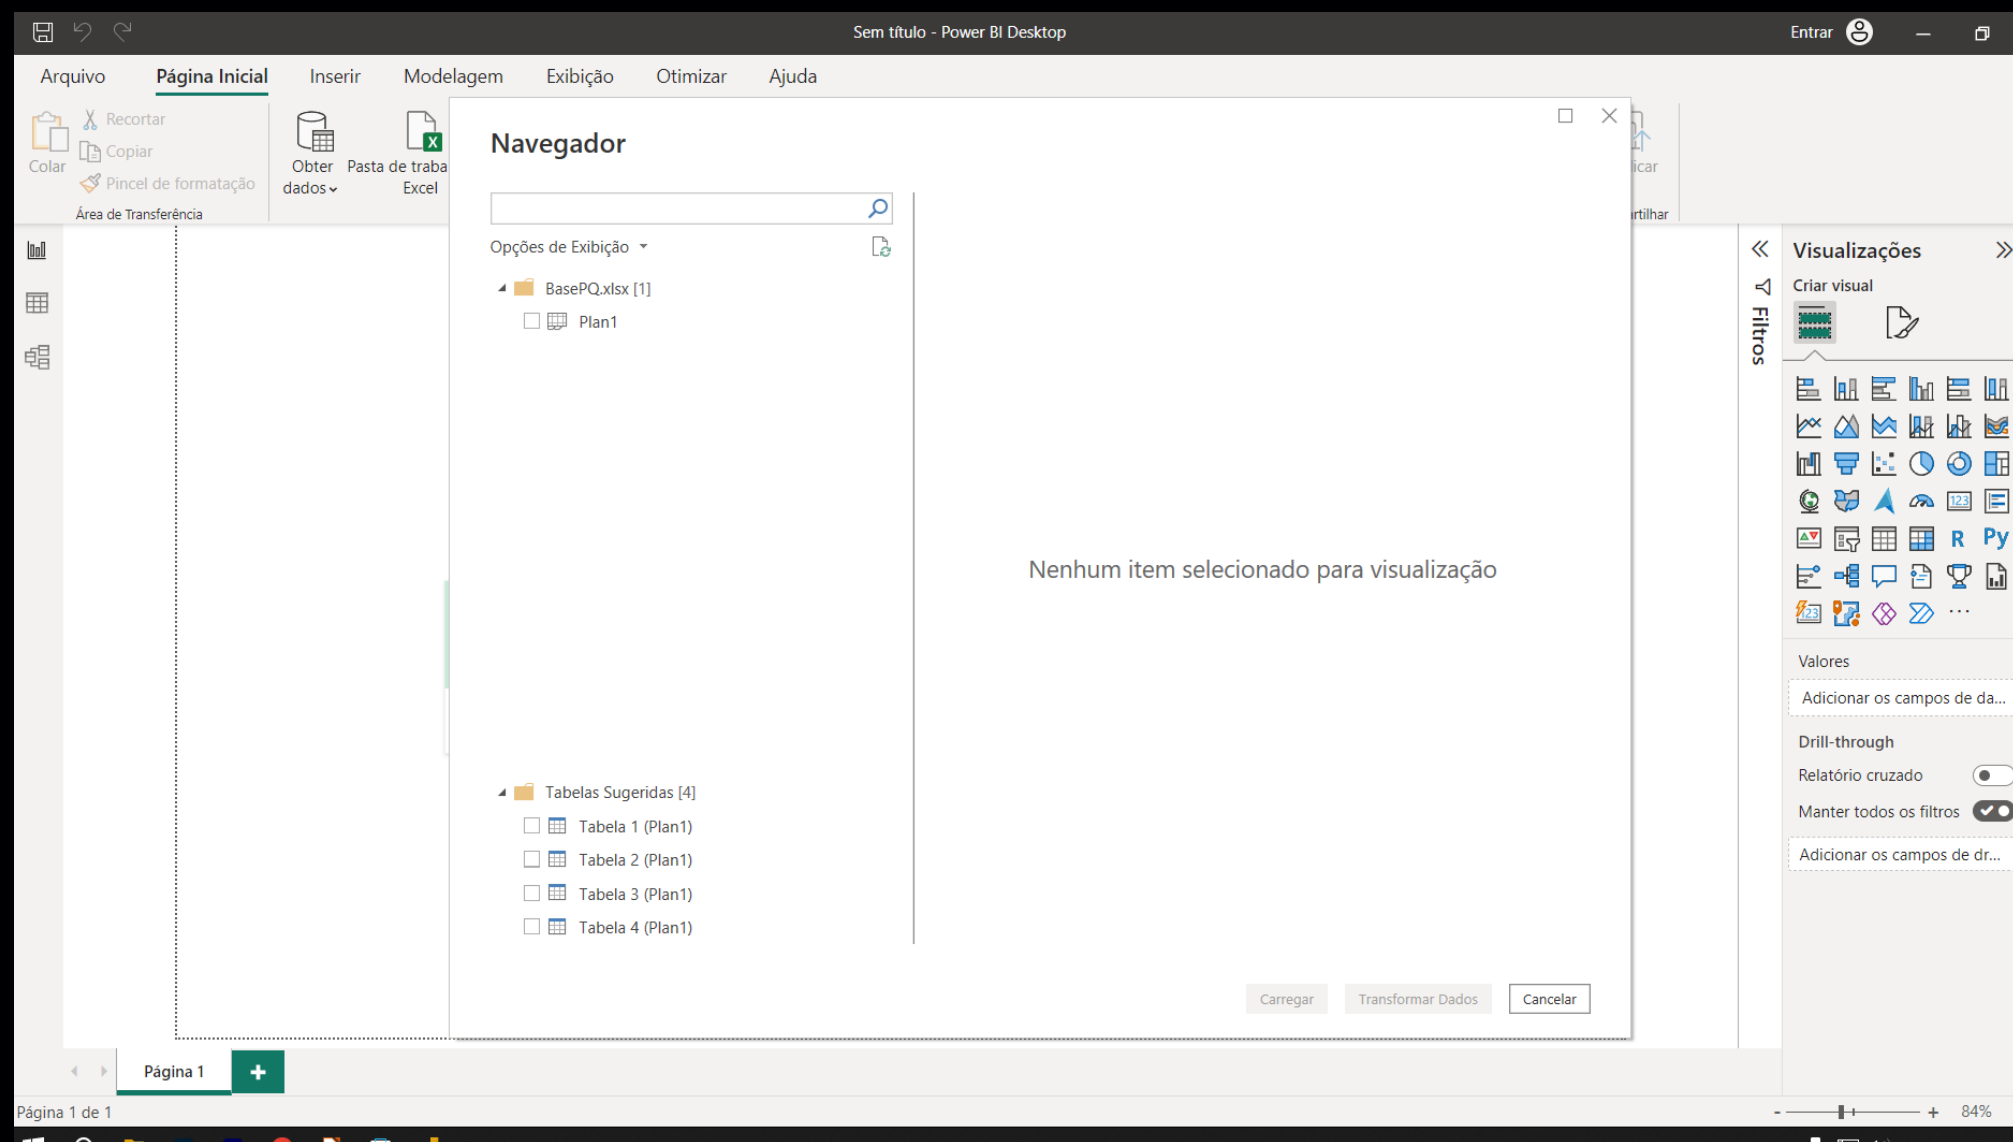 Sem título - Power BI Desktop
Entrar
Arquivo Página Inicial Inserir Modelagem Exibição Otimizar Ajuda
Colar
Recortar
Copiar
Pincel de formatação
Área de Transferência
Obter
dados
Pasta de traba
Excel
icar
rtilhar
Navegador
Opções de Exibição
BasePQ.xlsx [1]
Plan1
Tabelas Sugeridas [4]
Tabela 1 (Plan1)
Tabela 2 (Plan1)
Tabela 3 (Plan1)
Tabela 4 (Plan1)
Nenhum item selecionado para visualização
Carregar Transformar Dados Cancelar
Filtros
Visualizações
Criar visual
123
R Py
123
Valores
Adicionar os campos de da...
Drill-through
Relatório cruzado
Manter todos os filtros
Adicionar os campos de dr...
Página 1 +
Página 1 de 1
- + 84%